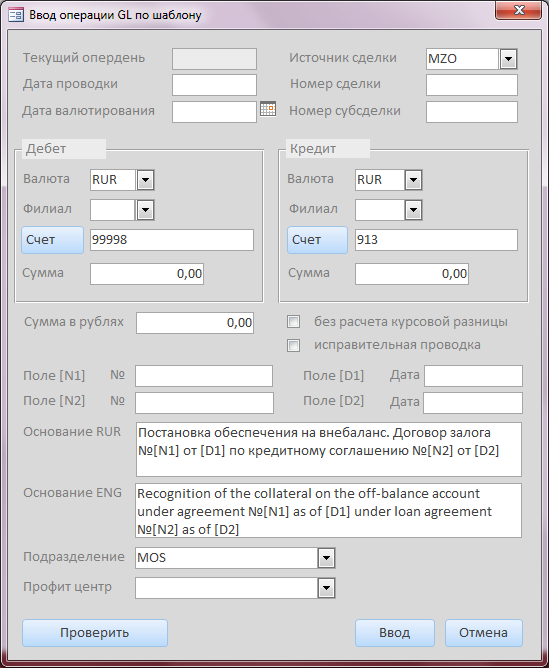 Ввод операции GL по шаблону
Текущий опердень
Источник сделки MZO
Дата проводки
Номер сделки
Дата валютирования
Номер субсделки
Дебет
Валюта RUR
Филиал
Счет 99998
Сумма 0,00
Кредит
Валюта RUR
Филиал
Счет 913
Сумма 0,00
Сумма в рублях 0,00
без расчета курсовой разницы
исправительная проводка
Поле [N1] № Поле [D1] Дата
Поле [N2] № Поле [D2] Дата
Основание RUR
Постановка обеспечения на внебаланс. Договор залога
№[N1] от [D1] по кредитному соглашению №[N2] от [D2]
Основание ENG
Recognition of the collateral on the off-balance account
under agreement №[N1] as of [D1] under loan agreement
№[N2] as of [D2]
Подразделение MOS
Профит центр
Проверить Ввод Отмена